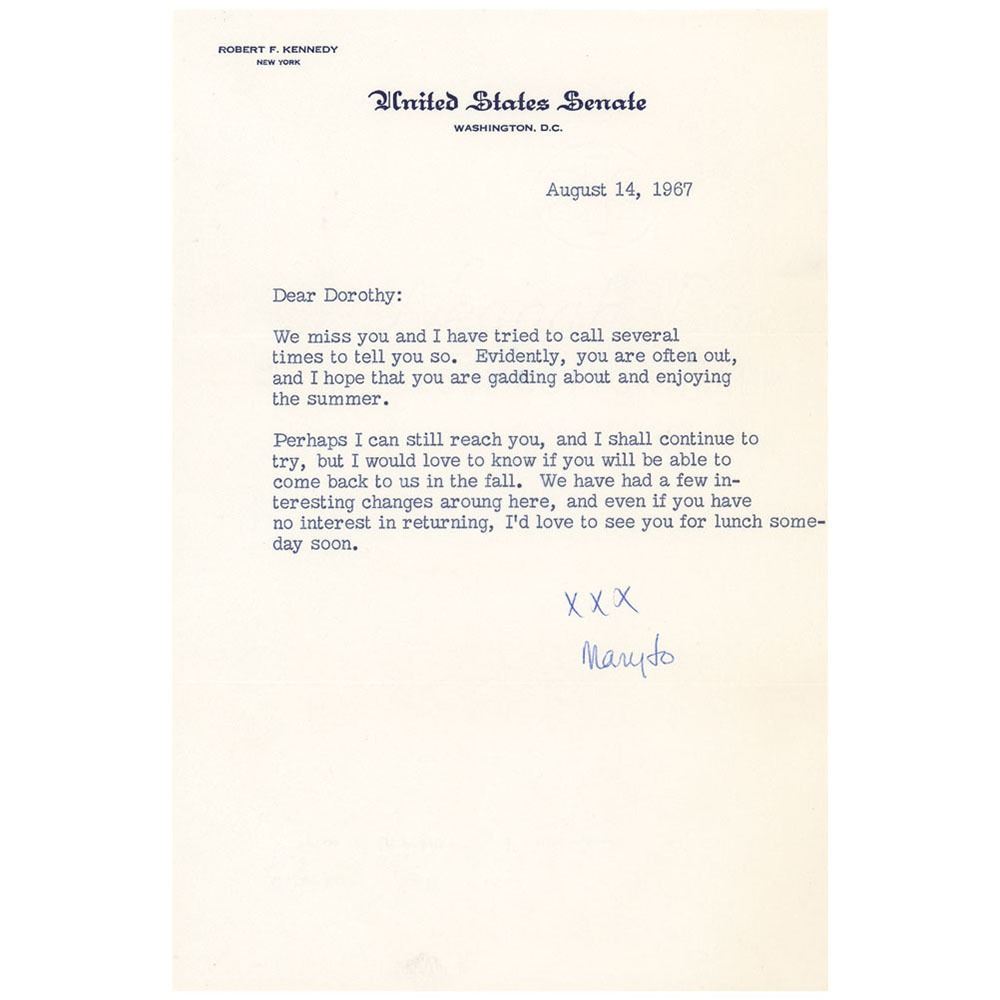 ROBERT F. KENNEDY
NEW YORK
United States Senate
WASHINGTON, D.C.
August 14, 1967
Dear Dorothy:
We miss you and I have tried to call several
times to tell you so. Evidently, you are often out,
and I hope that you are gadding about and enjoying
the summer.
Perhaps I can still reach you, and I shall continue to
try, but I would love to know if you will be able to
come back to us in the fall. We have had a few in-
teresting changes aroung here, and even if you have
no interest in returning, I'd love to see you for lunch some-
day soon.
XXX
MaryJo